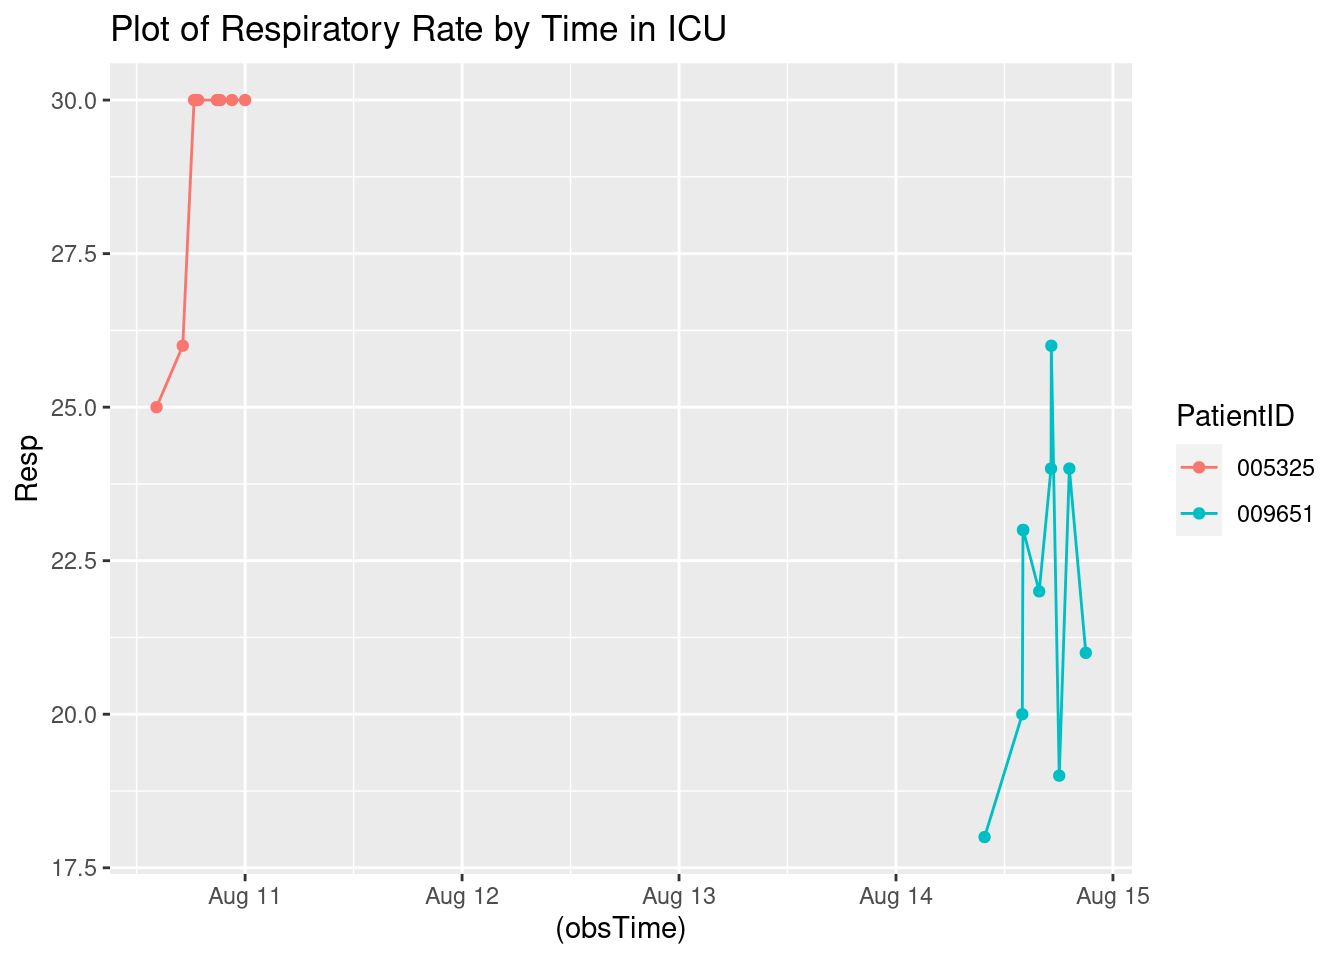 Plot of Respiratory Rate by Time in ICU
30.0
27.5
25.0
22.5
20.0
17.5
Resp
Aug 11
Aug 12
Aug 13
Aug 14
Aug 15
(obsTime)
PatientID
005325
009651